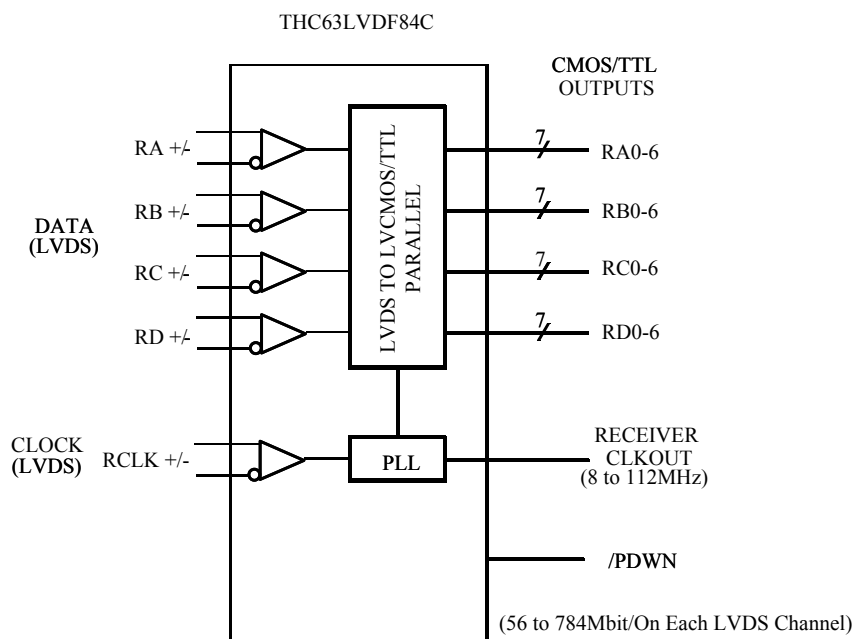 THC63LVDF84C
CMOS/TTL
OUTPUTS
DATA
(LVDS)
RA +/-
RB +/-
RC +/-
RD +/-
LVDS TO LVCMOS/TTL
PARALLEL
7
RA0-6
7
RB0-6
7
RC0-6
7
RD0-6
CLOCK
(LVDS)
RCLK +/-
PLL
RECEIVER
CLKOUT
(8 to 112MHz)
/PDWN
(56 to 784Mbit/On Each LVDS Channel)